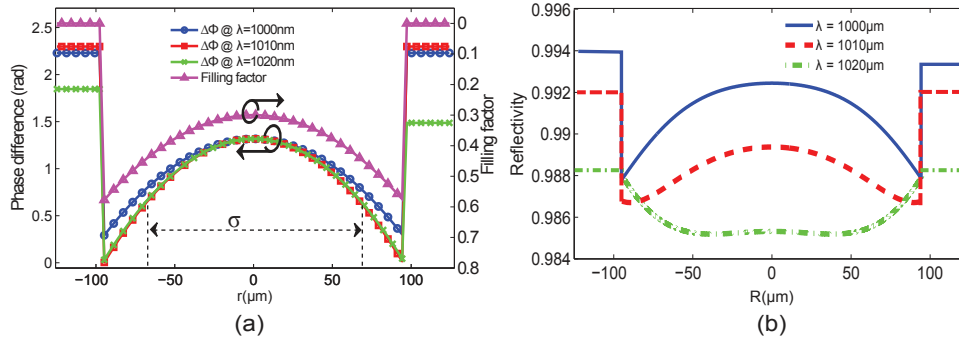 2.5
2
1.5
1
0.5
0
Phase difference (rad)
ΔΦ @ λ=1000nm
ΔΦ @ λ=1010nm
ΔΦ @ λ=1020nm
Filling factor
σ
0
0.1
0.2
0.3
0.4
0.5
0.6
0.7
0.8
Filling factor
−100 −50 0 50 100
r(µm)
(a)
0.996
0.994
0.992
0.99
0.988
0.986
0.984
Reflectivity
λ = 1000µm
λ = 1010µm
λ = 1020µm
−100 −50 0 50 100
R(µm)
(b)